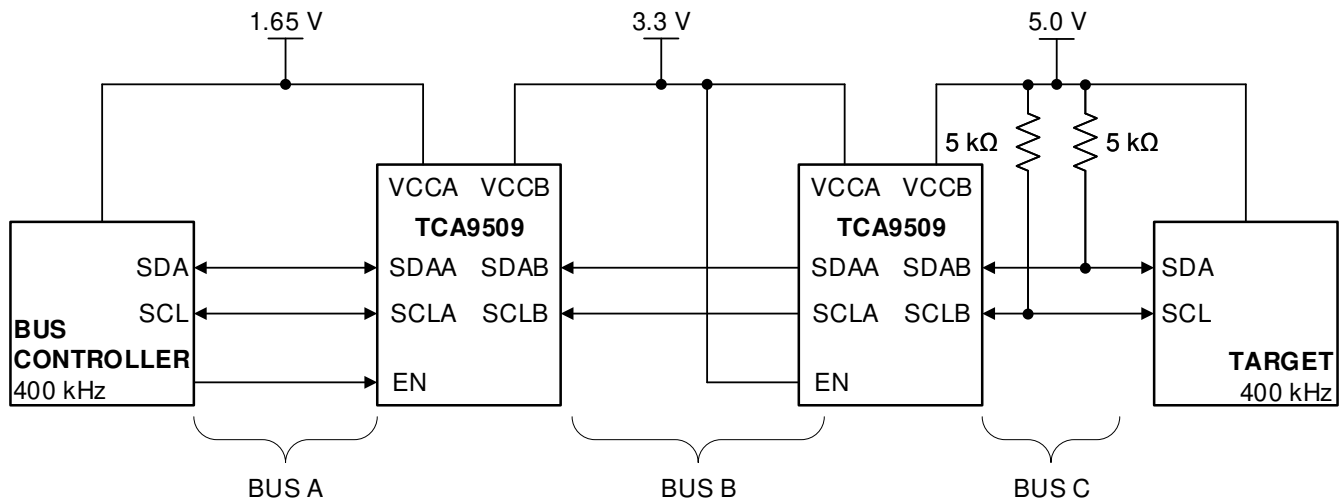 1.65 V
3.3 V
5.0 V
5 kΩ
5 kΩ
VCCA VCCB
TCA9509
SDAA SDAB
SCLA SCLB
EN
VCCA VCCB
TCA9509
SDAA SDAB
SCLA SCLB
EN
SDA
SCL
BUS
CONTROLLER
400 kHz
SDA
SCL
TARGET
400 kHz
BUS A
BUS B
BUS C